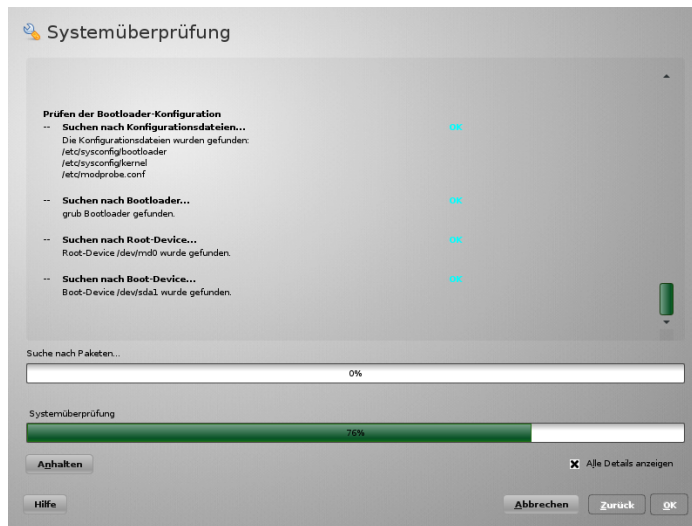 Systemüberprüfung
Prüfen der Bootloader-Konfiguration
-- Suchen nach Konfigurationsdateien... OK
Die Konfigurationsdateien wurden gefunden:
/etc/sysconfig/bootloader
/etc/sysconfig/kernel
/etc/modprobe.conf
-- Suchen nach Bootloader... OK
grub Bootloader gefunden.
-- Suchen nach Root-Device... OK
Root-Device /dev/md0 wurde gefunden.
-- Suchen nach Boot-Device... OK
Boot-Device /dev/sda1 wurde gefunden.
Suche nach Paketen...
0%
Systemüberprüfung
76%
Anhalten
Alle Details anzeigen
Hilfe
Abbrechen
Zurück
OK